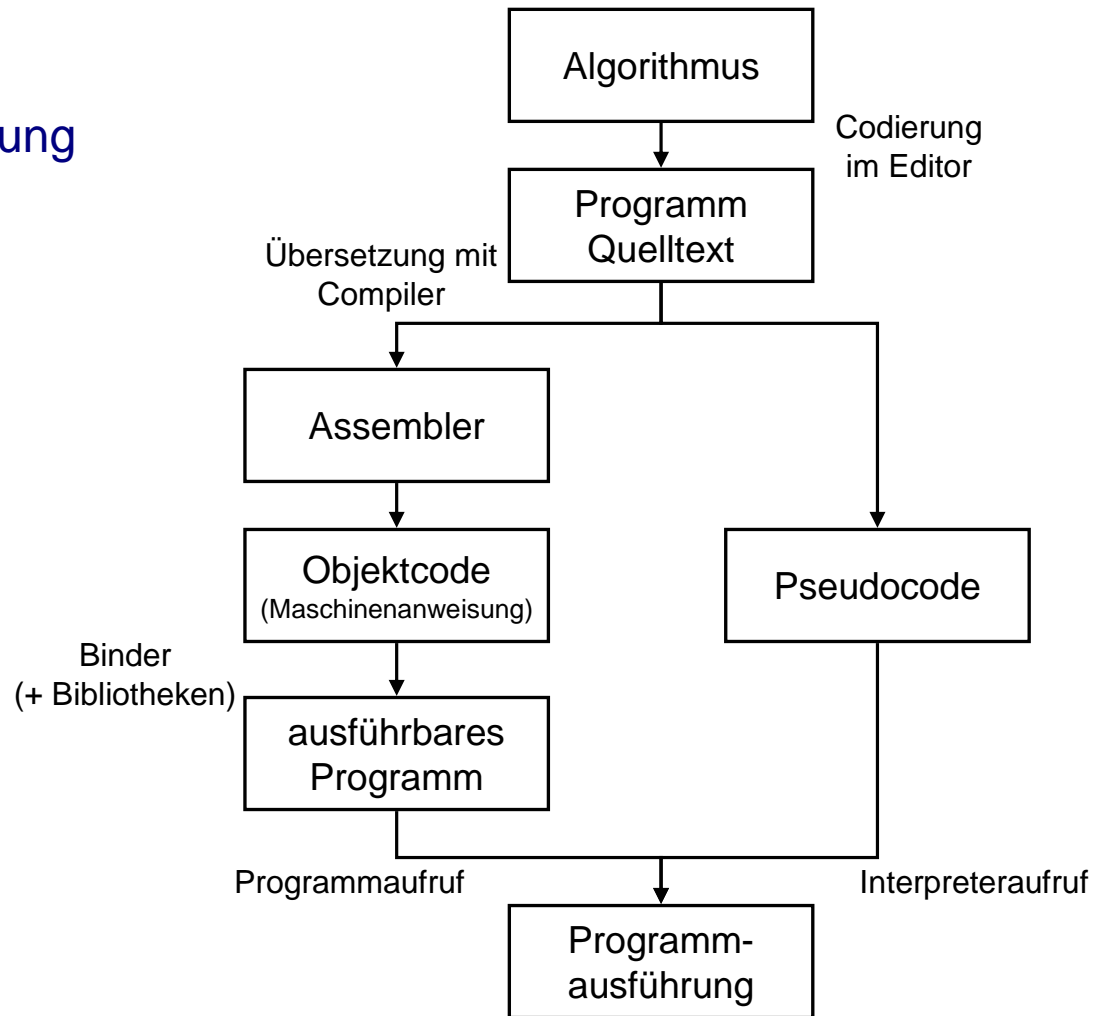 Algorithmus
ung
Codierung
im Editor
Programm
Quelltext
Übersetzung mit
Compiler
Assembler
Objektcode
(Maschinenanweisung)
Pseudocode
Binder
(+ Bibliotheken)
ausführbares
Programm
Programmaufruf
Interpreteraufruf
Programm-
ausführung